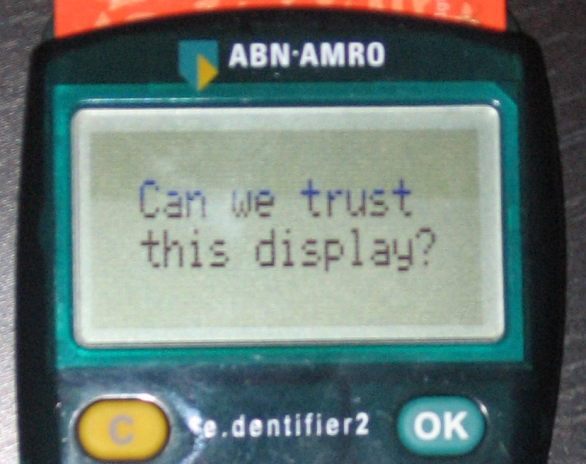 ABN·AMRO
Can we trust
this display?
C
e.dentifier2
OK